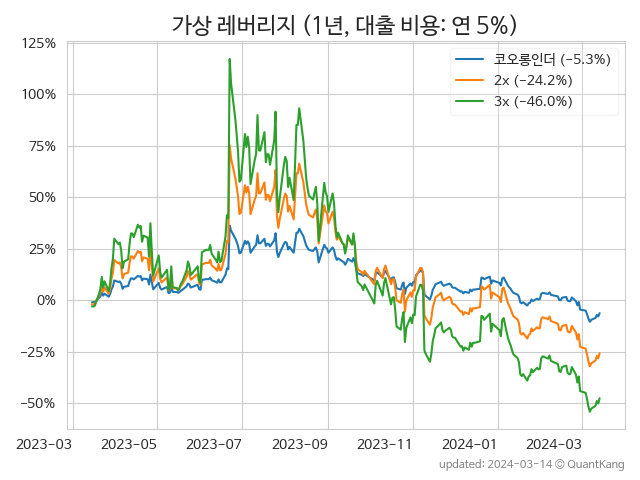 가상 레버리지 (1년, 대출 비용: 연 5%)
125%
100%
75%
50%
25%
0%
−25%
−50%
코오롱인더 (−5.3%)
2x (−24.2%)
3x (−46.0%)
2023-03 2023-05 2023-07 2023-09 2023-11 2024-01 2024-03
updated: 2024-03-14 © QuantKang